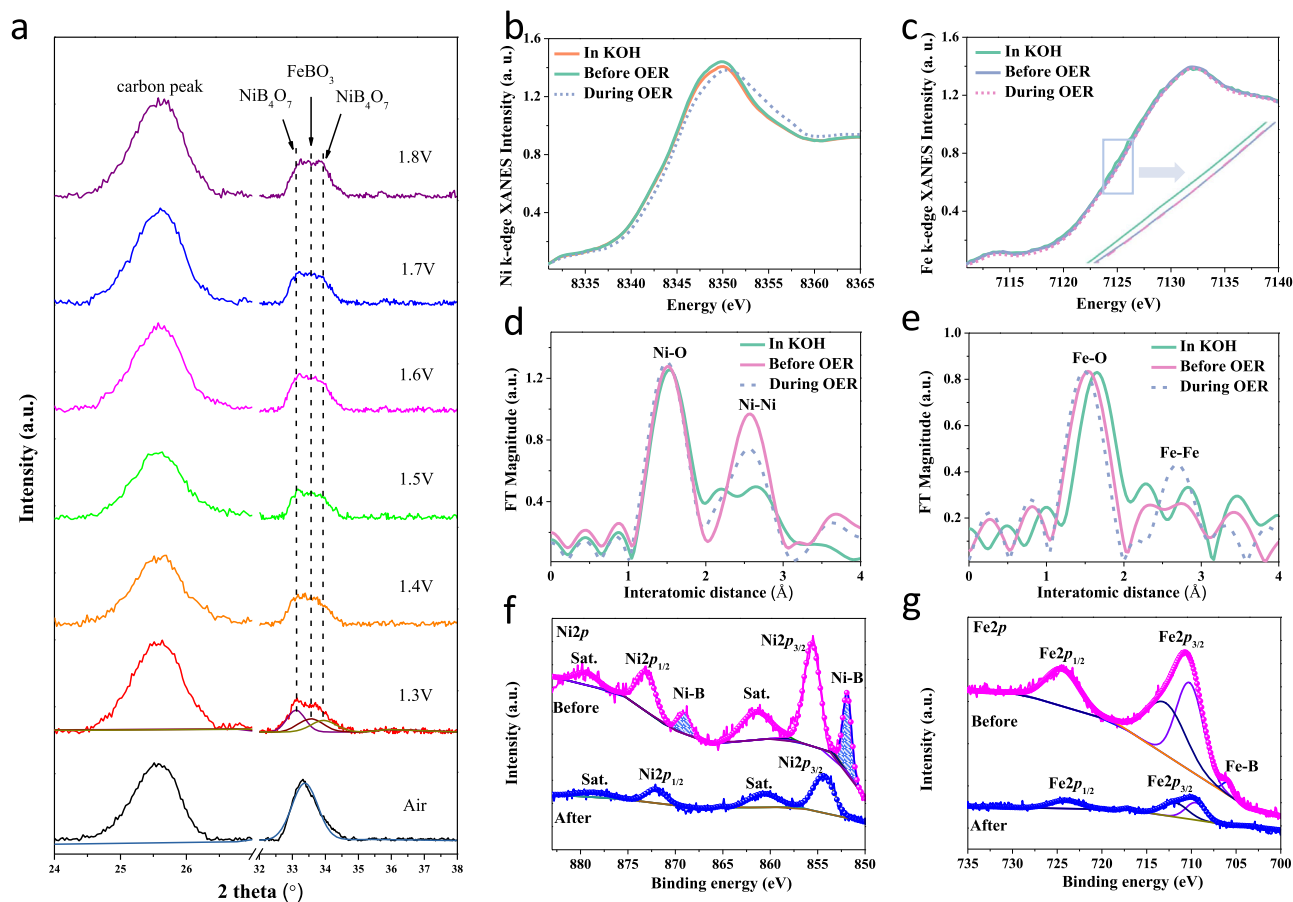 a
carbon peak
NiB4O7
FeBO3
NiB4O7
1.8V
1.7V
1.6V
1.5V
1.4V
1.3V
Air
Intensity (a.u.)
24 25 26 31 32 33 34 35 36 37 38
2 theta (°)
b
In KOH
Before OER
During OER
Ni k-edge XANES Intensity (a. u.)
1.6
1.2
0.8
0.4
8335 8340 8345 8350 8355 8360 8365
Energy (eV)
c
In KOH
Before OER
During OER
Fe k-edge XANES Intensity (a. u.)
1.6
1.2
0.8
0.4
7115 7120 7125 7130 7135 7140
Energy (eV)
d
In KOH
Before OER
During OER
Ni-O
Ni-Ni
FT Magnitude (a.u.)
1.2
0.8
0.4
0 1 2 3 4
Interatomic distance (Å)
e
In KOH
Before OER
During OER
Fe-O
Fe-Fe
FT Magnitude (a.u.)
1.0
0.8
0.6
0.4
0.2
0 1 2 3 4
Interatomic distance (Å)
f
Ni2p
Sat.
Ni2p1/2
Ni-B
Sat.
Ni2p3/2
Ni-B
Before
Sat.
Ni2p1/2
Sat.
Ni2p3/2
After
Intensity (a.u.)
880 875 870 865 860 855 850
Binding energy (eV)
g
Fe2p
Fe2p1/2
Fe2p3/2
Fe-B
Before
Fe2p1/2
Fe2p3/2
After
Intensity (a.u.)
735 730 725 720 715 710 705 700
Binding energy (eV)